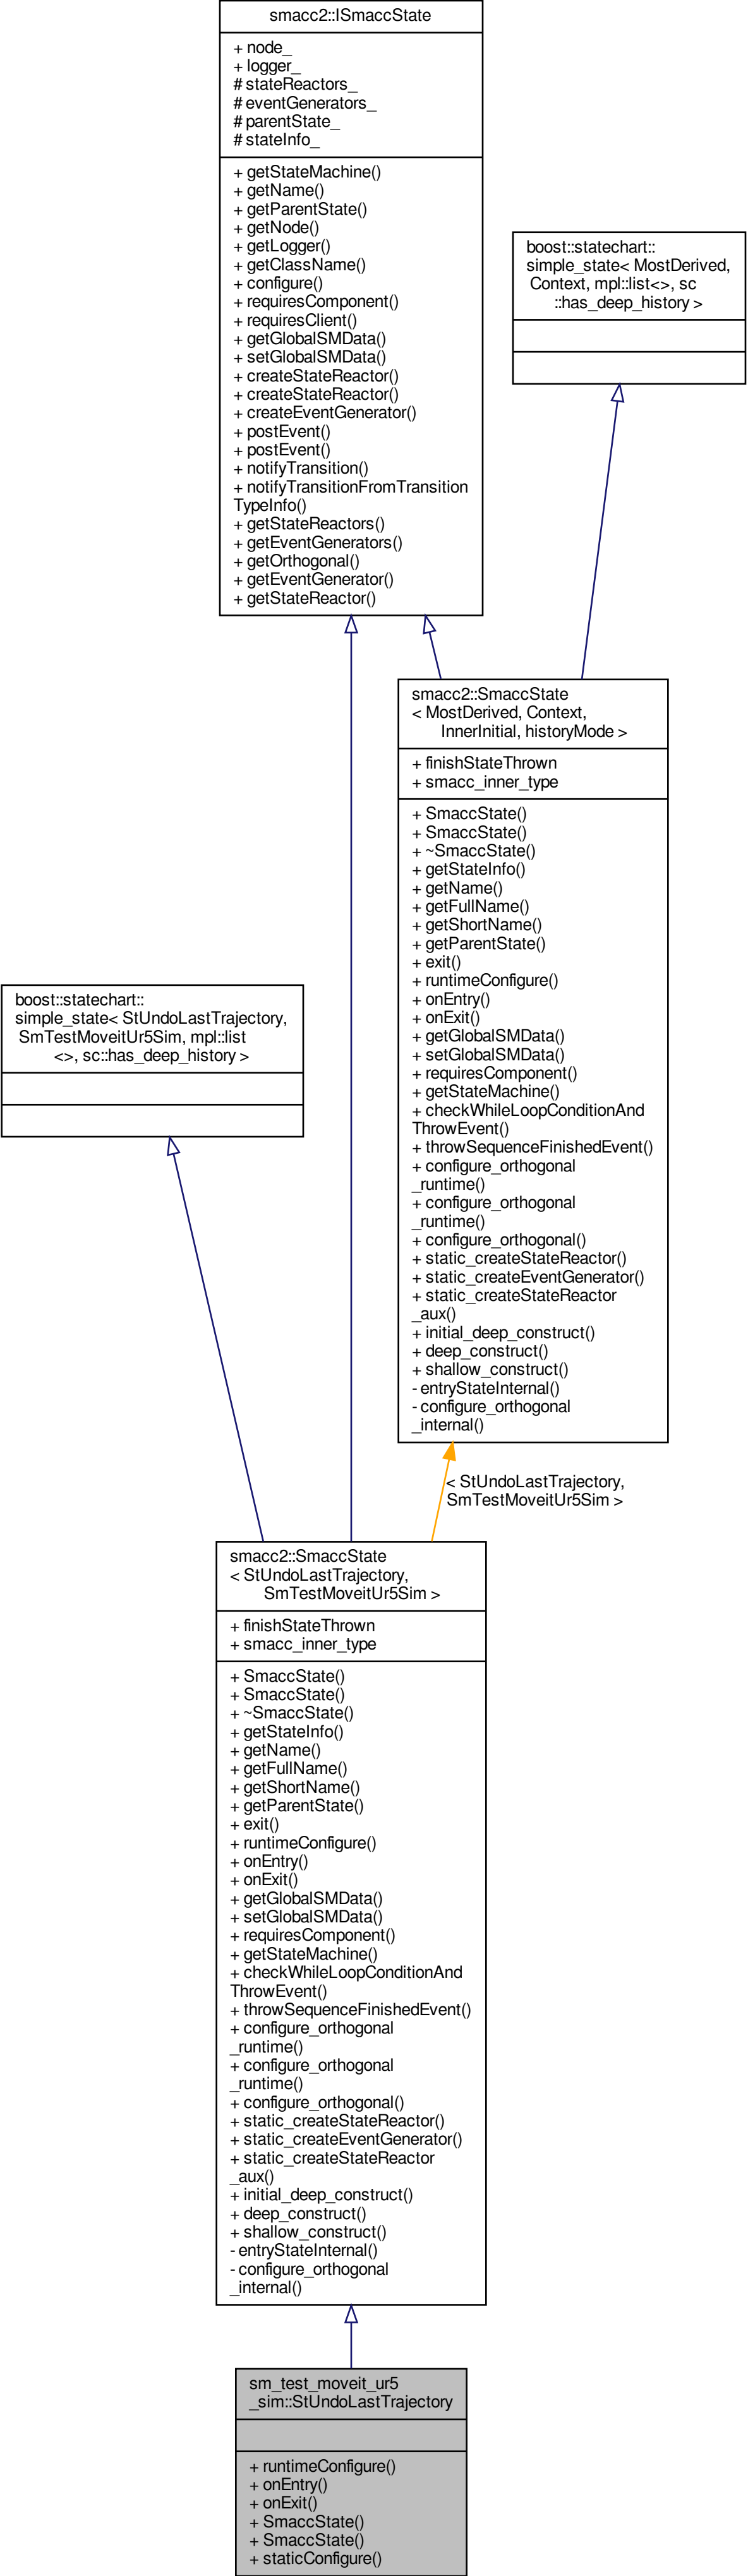 smacc2::ISmaccState
+ node_
+ logger_
# stateReactors_
# eventGenerators_
# parentState_
# stateInfo_
+ getStateMachine()
+ getName()
+ getParentState()
+ getNode()
+ getLogger()
+ getClassName()
+ configure()
+ requiresComponent()
+ requiresClient()
+ getGlobalSMData()
+ setGlobalSMData()
+ createStateReactor()
+ createStateReactor()
+ createEventGenerator()
+ postEvent()
+ postEvent()
+ notifyTransition()
+ notifyTransitionFromTransition
TypeInfo()
+ getStateReactors()
+ getEventGenerators()
+ getOrthogonal()
+ getEventGenerator()
+ getStateReactor()
boost::statechart::
simple_state< MostDerived,
Context, mpl::list<>, sc
::has_deep_history >
smacc2::SmaccState
< MostDerived, Context,
InnerInitial, historyMode >
+ finishStateThrown
+ smacc_inner_type
+ SmaccState()
+ SmaccState()
+ ~SmaccState()
+ getStateInfo()
+ getName()
+ getFullName()
+ getShortName()
+ getParentState()
+ exit()
+ runtimeConfigure()
+ onEntry()
+ onExit()
+ getGlobalSMData()
+ setGlobalSMData()
+ requiresComponent()
+ getStateMachine()
+ checkWhileLoopConditionAnd
ThrowEvent()
+ throwSequenceFinishedEvent()
+ configure_orthogonal
_runtime()
+ configure_orthogonal
_runtime()
+ configure_orthogonal()
+ static_createStateReactor()
+ static_createEventGenerator()
+ static_createStateReactor
_aux()
+ initial_deep_construct()
+ deep_construct()
+ shallow_construct()
- entryStateInternal()
- configure_orthogonal
_internal()
boost::statechart::
simple_state< StUndoLastTrajectory,
SmTestMoveitUr5Sim, mpl::list
<>, sc::has_deep_history >
< StUndoLastTrajectory,
SmTestMoveitUr5Sim >
smacc2::SmaccState
< StUndoLastTrajectory,
SmTestMoveitUr5Sim >
+ finishStateThrown
+ smacc_inner_type
+ SmaccState()
+ SmaccState()
+ ~SmaccState()
+ getStateInfo()
+ getName()
+ getFullName()
+ getShortName()
+ getParentState()
+ exit()
+ runtimeConfigure()
+ onEntry()
+ onExit()
+ getGlobalSMData()
+ setGlobalSMData()
+ requiresComponent()
+ getStateMachine()
+ checkWhileLoopConditionAnd
ThrowEvent()
+ throwSequenceFinishedEvent()
+ configure_orthogonal
_runtime()
+ configure_orthogonal
_runtime()
+ configure_orthogonal()
+ static_createStateReactor()
+ static_createEventGenerator()
+ static_createStateReactor
_aux()
+ initial_deep_construct()
+ deep_construct()
+ shallow_construct()
- entryStateInternal()
- configure_orthogonal
_internal()
sm_test_moveit_ur5
_sim::StUndoLastTrajectory
+ runtimeConfigure()
+ onEntry()
+ onExit()
+ SmaccState()
+ SmaccState()
+ staticConfigure()